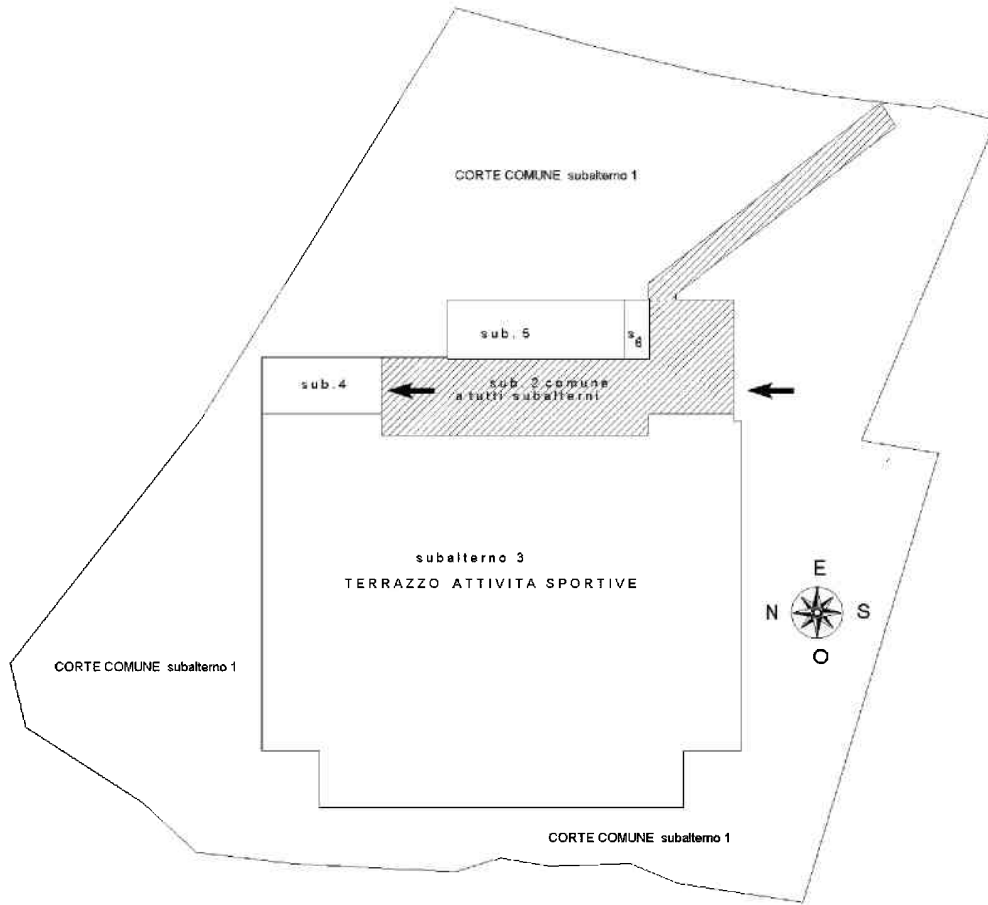 CORTE COMUNE subalterno 1
sub. 5
s 6
sub. 4
sub. 2 comune
a tutti subalterni
subalterno 3
TERRAZZO ATTIVITA SPORTIVE
E
N S
O
CORTE COMUNE subalterno 1
CORTE COMUNE subalterno 1